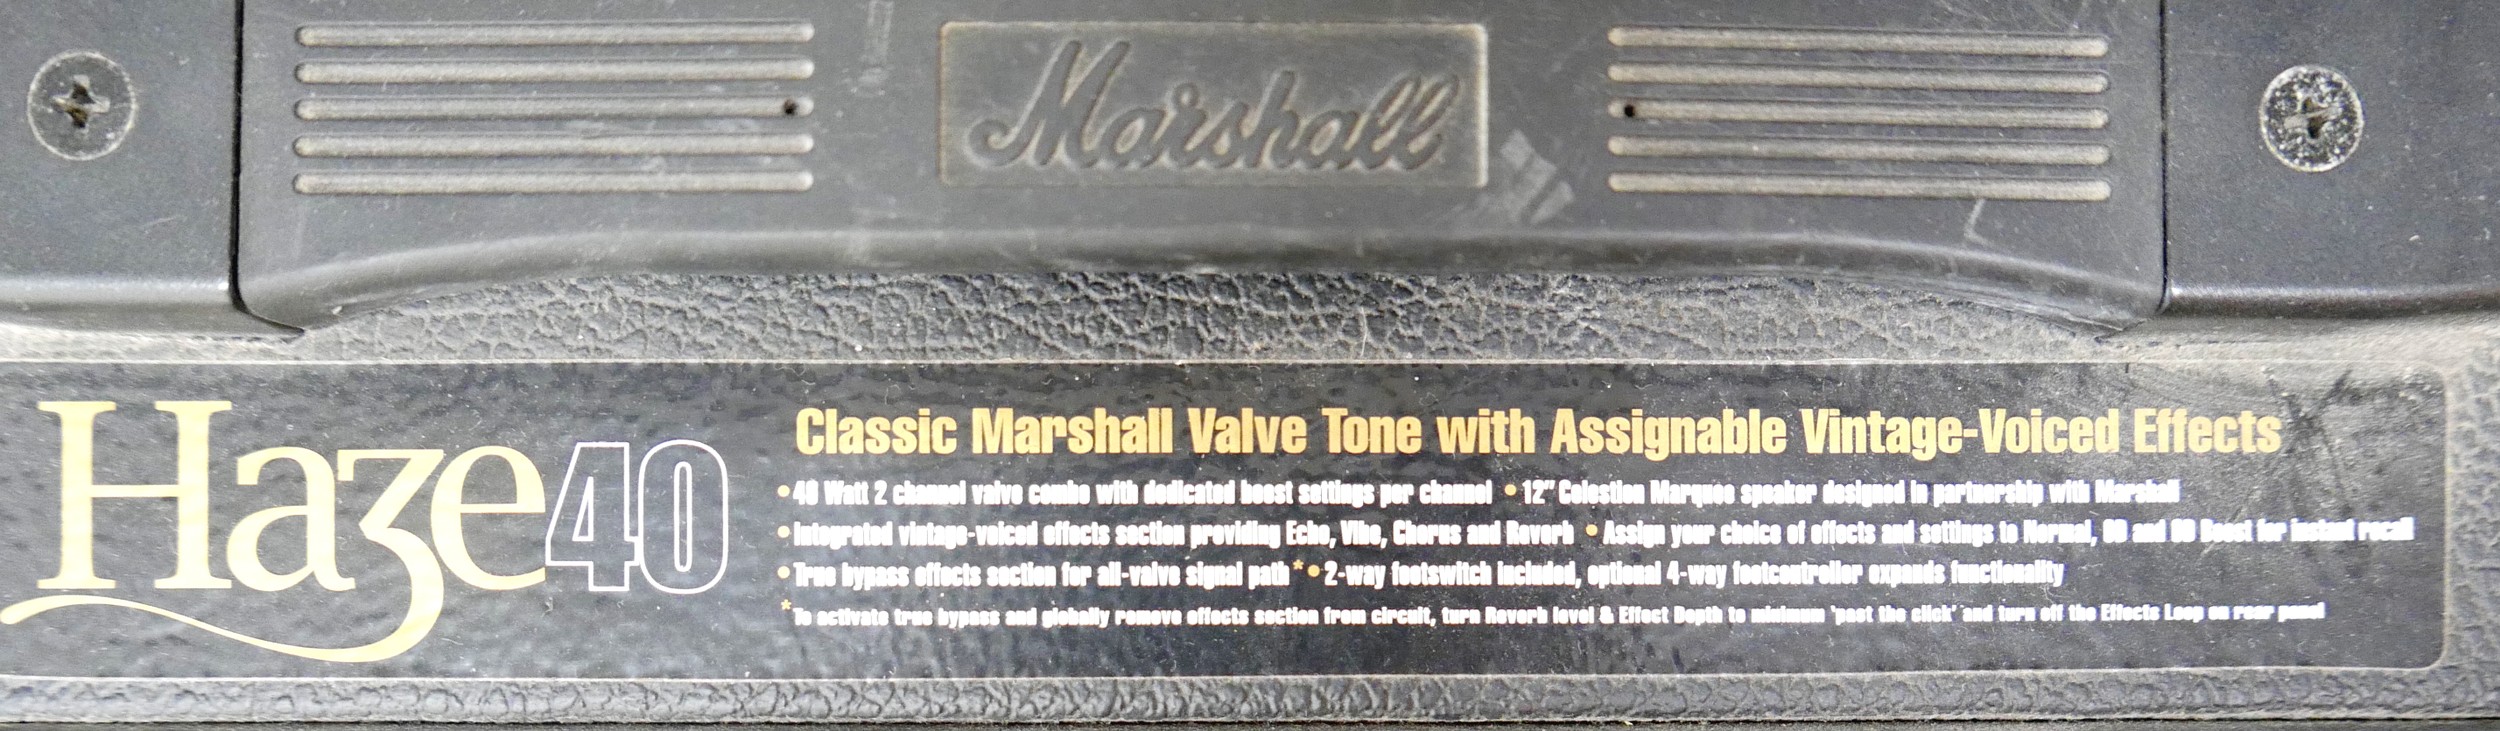 Marshall
Haze40
Classic Marshall Valve Tone with Assignable Vintage-Voiced Effects
•40 Watt 2 channel valve combo with dedicated boost settings per channel •12" Celestion Marquee speaker designed in partnership with Marshall
•Integrated vintage-voiced effects section providing Echo, Vibe, Chorus and Reverb •Assign your choice of effects and settings to Normal, OD and OD Boost for instant recall
•True bypass effects section for all-valve signal path* •2-way footswitch included, optional 4-way footcontroller expands functionality
*To activate true bypass and globally remove effects section from circuit, turn Reverb level & Effect Depth to minimum 'past the click' and turn off the Effects Loop on rear panel